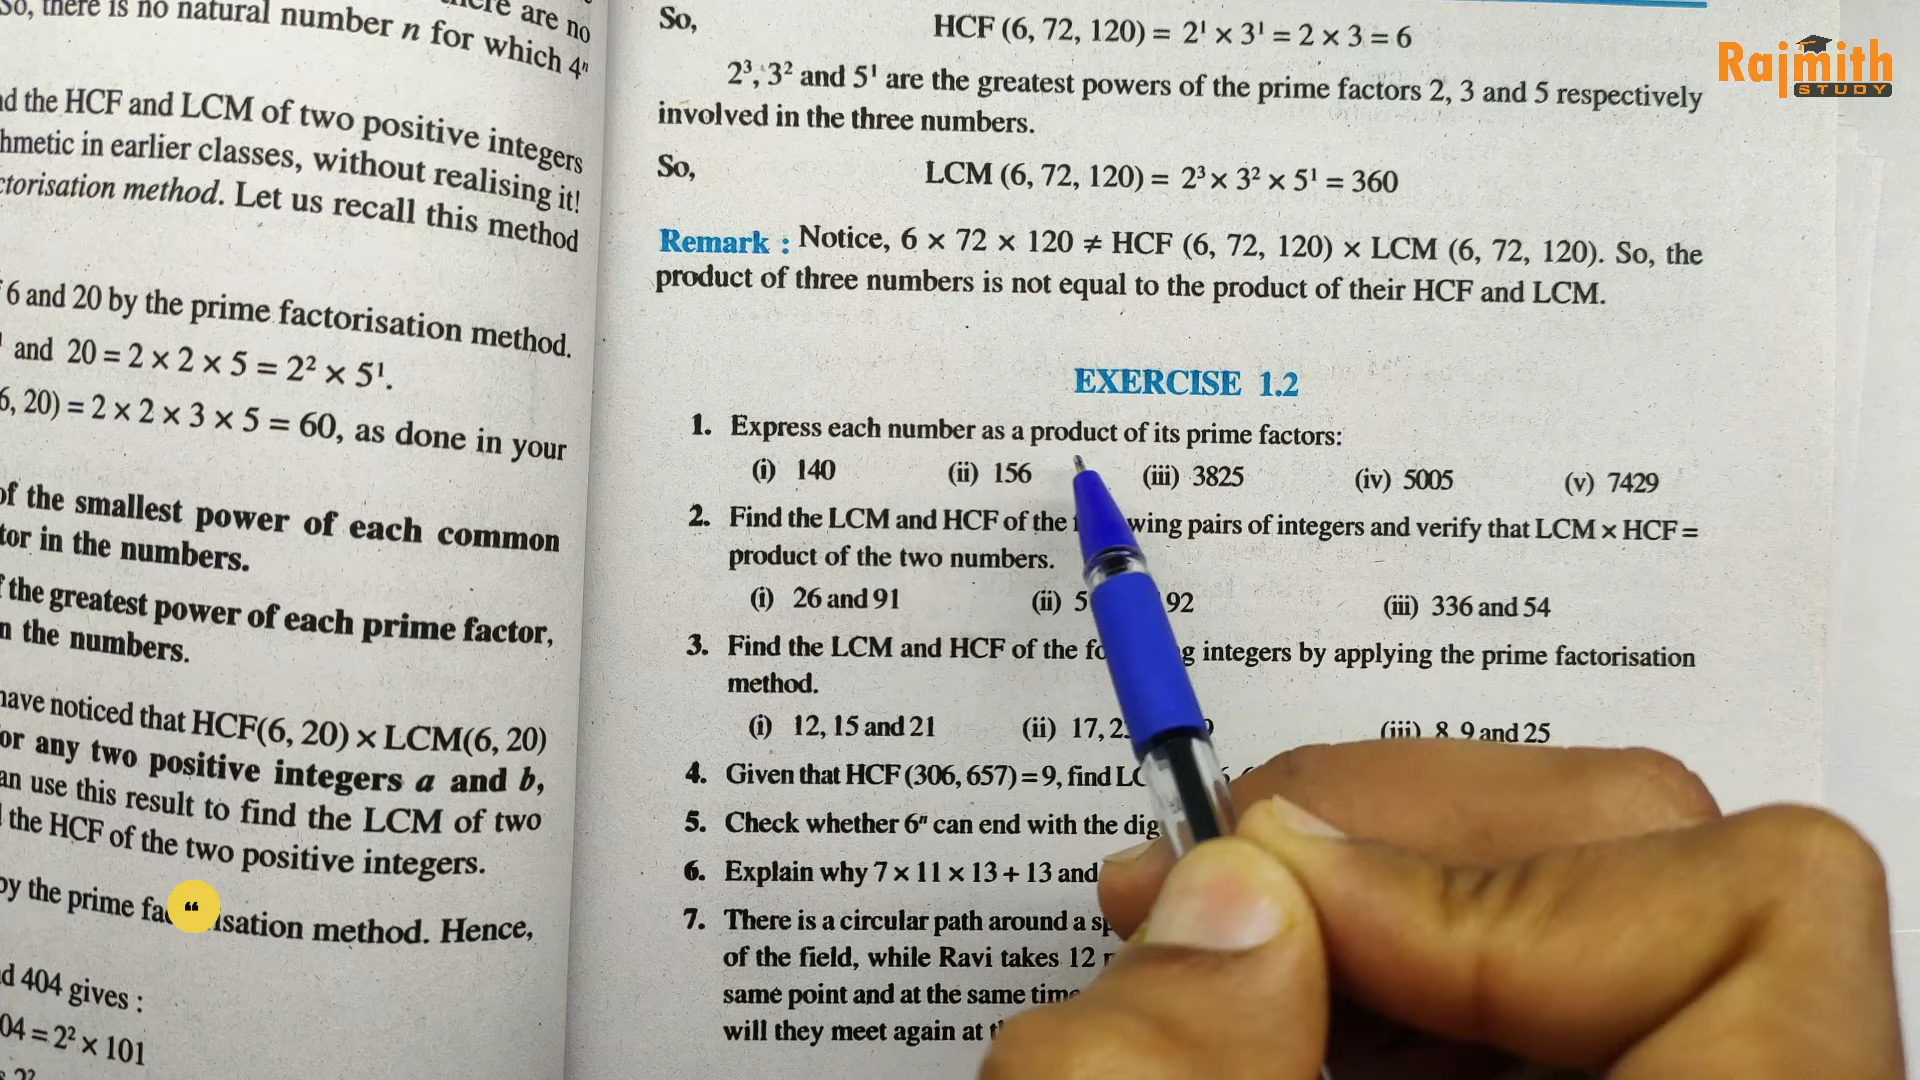 So, there is no natural number n for which 4ⁿ
here are no
nd the HCF and LCM of two positive integers
hmetic in earlier classes, without realising it!
ctorisation method. Let us recall this method
6 and 20 by the prime factorisation method.
and 20 = 2 × 2 × 5 = 2² × 5¹.
6, 20) = 2 × 2 × 3 × 5 = 60, as done in your
of the smallest power of each common
tor in the numbers.
the greatest power of each prime factor,
n the numbers.
have noticed that HCF(6, 20) × LCM(6, 20)
or any two positive integers a and b,
an use this result to find the LCM of two
the HCF of the two positive integers.
by the prime fa isation method. Hence,
d 404 gives :
04 = 2² × 101
So, HCF (6, 72, 120) = 2¹ × 3¹ = 2 × 3 = 6
2³, 3² and 5¹ are the greatest powers of the prime factors 2, 3 and 5 respectively
involved in the three numbers.
So, LCM (6, 72, 120) = 2³ × 3² × 5¹ = 360
Remark : Notice, 6 × 72 × 120 ≠ HCF (6, 72, 120) × LCM (6, 72, 120). So, the
product of three numbers is not equal to the product of their HCF and LCM.
EXERCISE 1.2
1. Express each number as a product of its prime factors:
(i) 140 (ii) 156 (iii) 3825 (iv) 5005 (v) 7429
2. Find the LCM and HCF of the wing pairs of integers and verify that LCM × HCF =
product of the two numbers.
(i) 26 and 91 (ii) 5 92 (iii) 336 and 54
3. Find the LCM and HCF of the fo g integers by applying the prime factorisation
method.
(i) 12, 15 and 21 (ii) 17, 2 (iii) 8, 9 and 25
4. Given that HCF (306, 657) = 9, find LC
5. Check whether 6ⁿ can end with the dig
6. Explain why 7 × 11 × 13 + 13 and
7. There is a circular path around a sp
of the field, while Ravi takes 12
same point and at the same time
will they meet again at t
Rajmith
STUDY